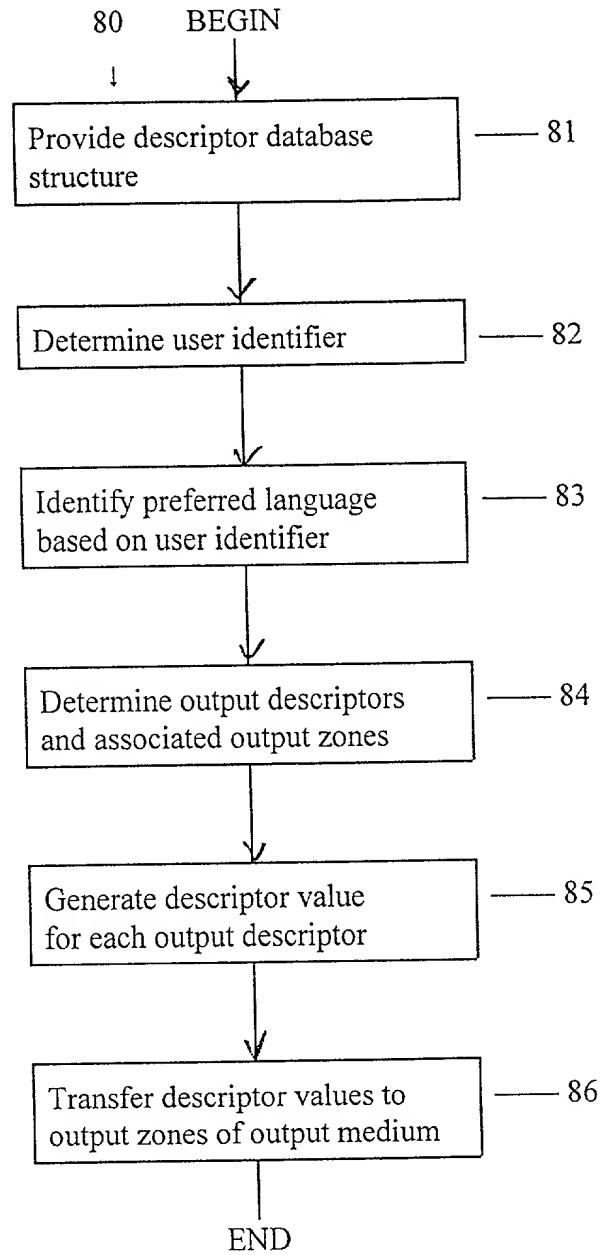 80 BEGIN
Provide descriptor database
structure
81
Determine user identifier
82
Identify preferred language
based on user identifier
83
Determine output descriptors
and associated output zones
84
Generate descriptor value
for each output descriptor
85
Transfer descriptor values to
output zones of output medium
86
END